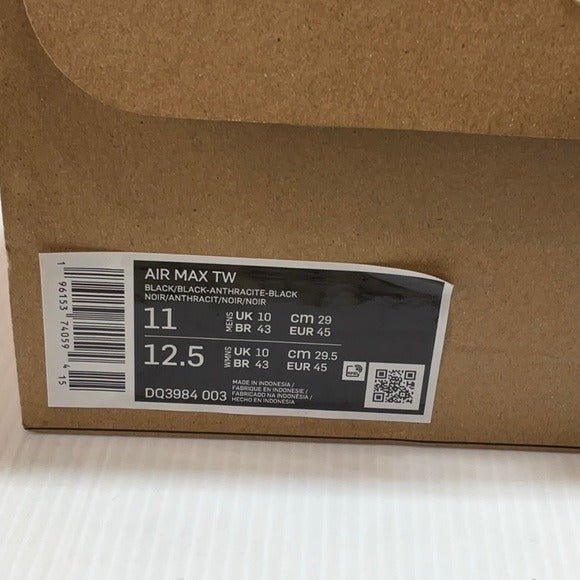 AIR MAX TW
BLACK/BLACK-ANTHRACITE-BLACK
NOIR/ANTHRACIT/NOIR/NOIR
11 MENS UK 10 cm 29
BR 43 EUR 45
12.5 WMNS UK 10 cm 29.5
BR 43 EUR 45
DQ3984 003
MADE IN INDONESIA /
FABRIQUE EN INDONESIE /
FABRICADO NA INDONÉSIA /
HECHO EN INDONESIA
1 96153 74059 4 15